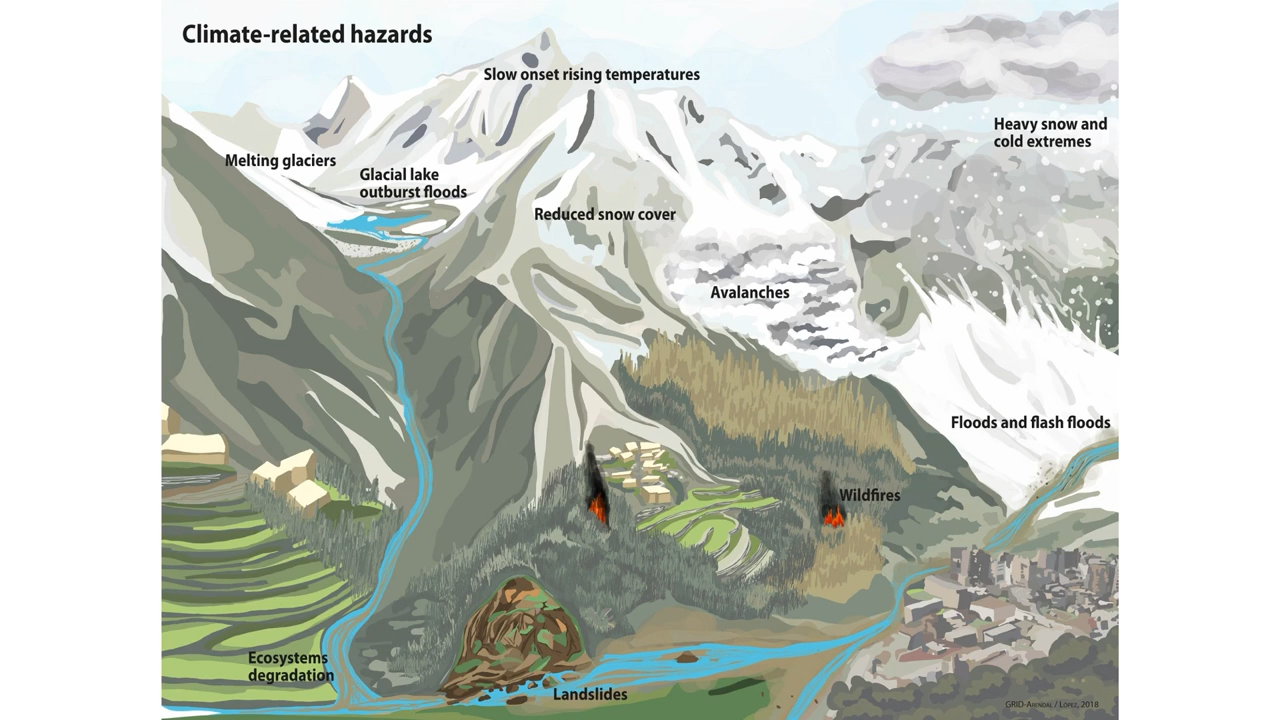 Climate-related hazards
Slow onset rising temperatures
Heavy snow and
cold extremes
Melting glaciers
Glacial lake
outburst floods
Reduced snow cover
Avalanches
Floods and flash floods
Wildfires
Ecosystems
degradation
Landslides
GRID-Arendal / López, 2018